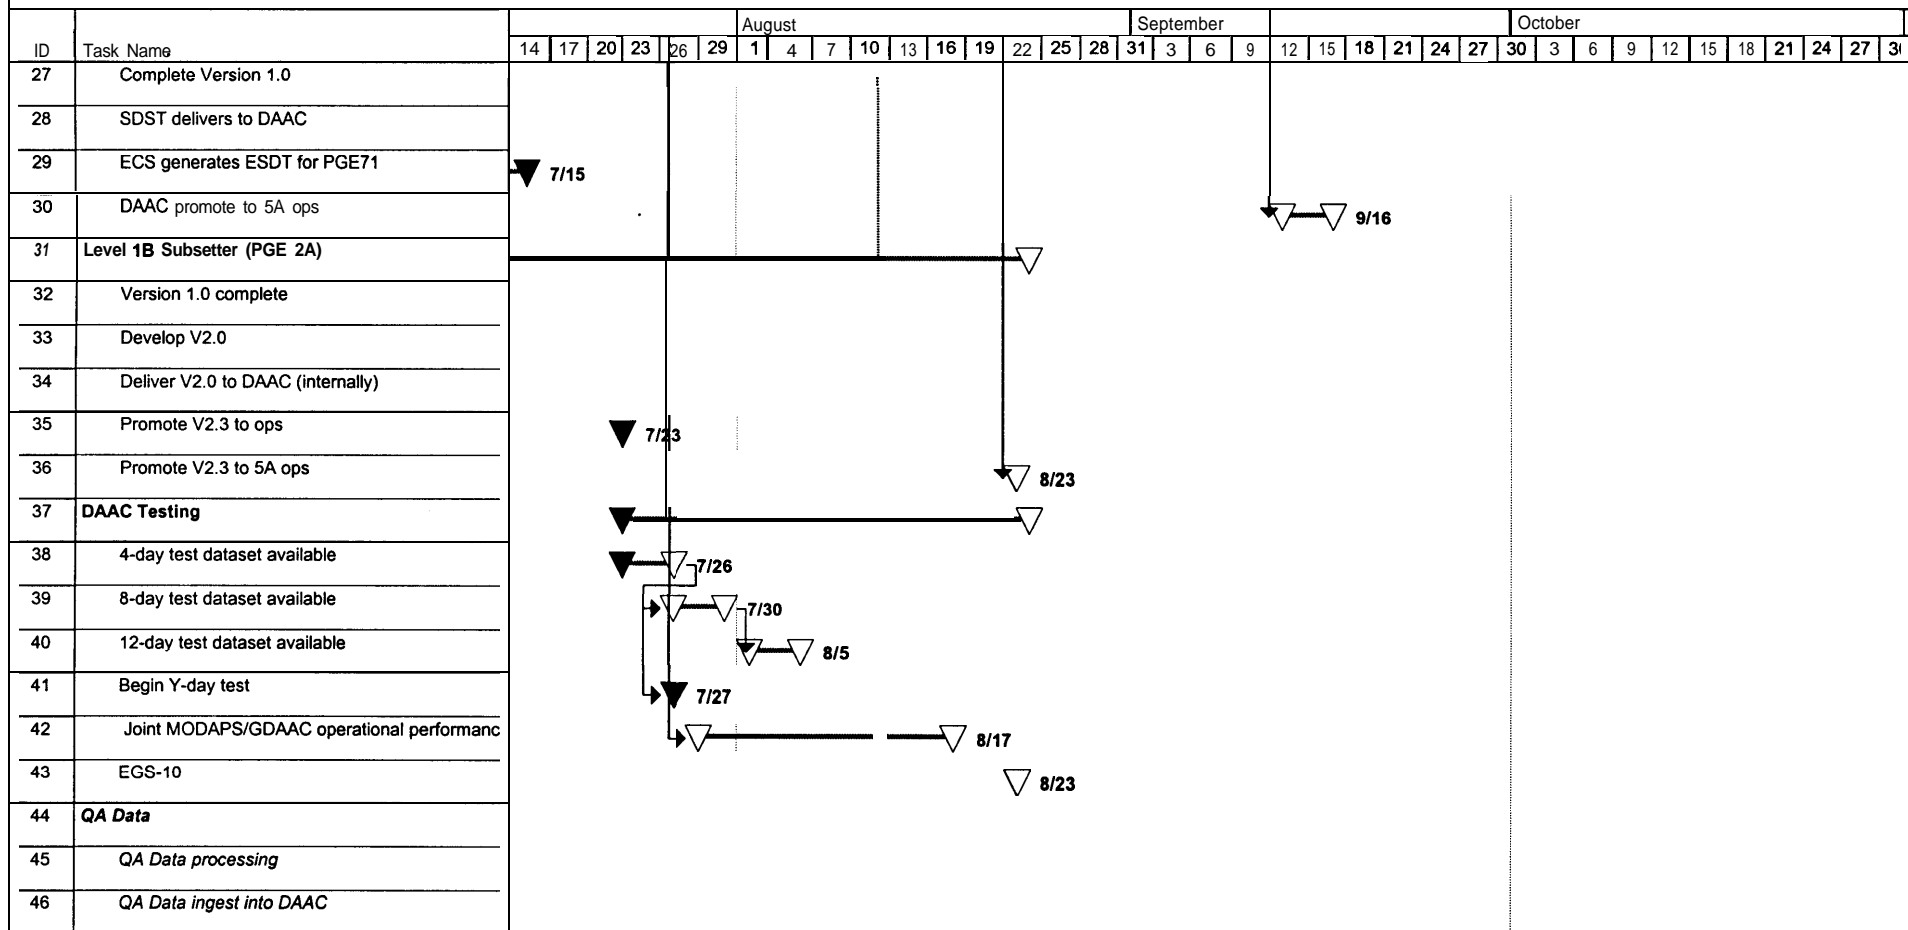 August September October
ID Task Name 14 17 20 23 26 29 1 4 7 10 13 16 19 22 25 28 31 3 6 9 12 15 18 21 24 27 30 3 6 9 12 15 18 21 24 27
27 Complete Version 1.0
28 SDST delivers to DAAC
29 ECS generates ESDT for PGE71 7/15
30 DAAC promote to 5A ops 9/16
31 Level 1B Subsetter (PGE 2A)
32 Version 1.0 complete
33 Develop V2.0
34 Deliver V2.0 to DAAC (internally)
35 Promote V2.3 to ops 7/23
36 Promote V2.3 to 5A ops 8/23
37 DAAC Testing
38 4-day test dataset available 7/26
39 8-day test dataset available 7/30
40 12-day test dataset available 8/5
41 Begin Y-day test 7/27
42 Joint MODAPS/GDAAC operational performanc 8/17
43 EGS-10 8/23
44 QA Data
45 QA Data processing
46 QA Data ingest into DAAC